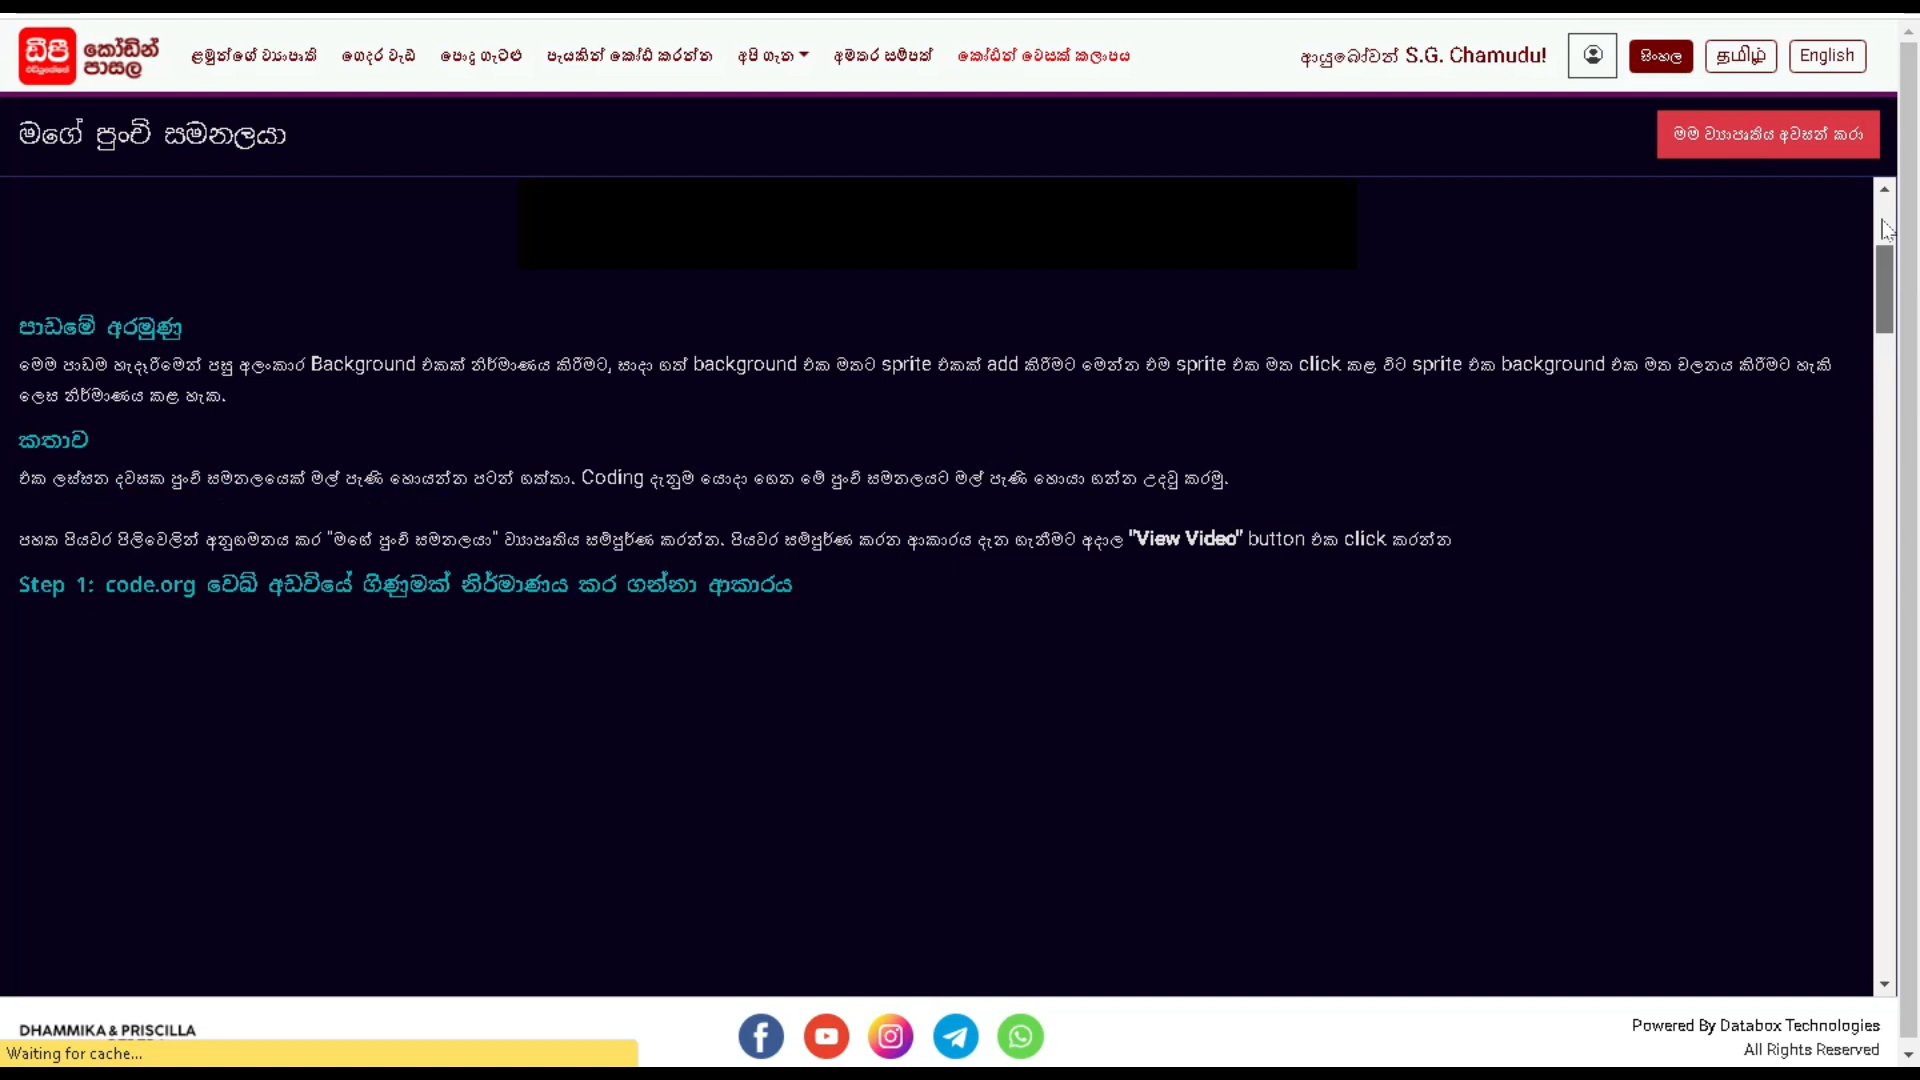 ඩීපී
කෝඩින්
පාසල
ළමුන්ගේ ව්‍යාපෘති ගෙදර වැඩ පොදු ගැටළු පැයකින් කෝඩ් කරන්න අපි ගැන අමතර සම්පත් කෝඩින් වෙසක් කලාපය ආයුබෝවන් S.G. Chamudu! සිංහල தமிழ் English
මගේ පුංචි සමනලයා
මම ව්‍යාපෘතිය අවසන් කරා
පාඩමේ අරමුණු
මෙම පාඩම හැදෑරීමෙන් පසු අලංකාර Background එකක් නිර්මාණය කිරීමට, සාදා ගත් background එක මතට sprite එකක් add කිරීමට මෙන්න එම sprite එක මත click කළ විට sprite එක background එක මත චලනය කිරීමට හැකි
ලෙස නිර්මාණය කළ හැක.
කතාව
එක ලස්සන දවසක පුංචි සමනලයෙක් මල් පැණි හොයන්න පටන් ගත්තා. Coding දැනුම යොදා ගෙන මේ පුංචි සමනලයට මල් පැණි හොයා ගන්න උදවු කරමු.
පහත පියවර පිලිවෙලින් අනුගමනය කර "මගේ පුංචි සමනලයා" ව්‍යාපෘතිය සම්පුර්ණ කරන්න. පියවර සම්පුර්ණ කරන ආකාරය දැන ගැනීමට අදාල "View Video" button එක click කරන්න
Step 1: code.org වෙබ් අඩවියේ ගිණුමක් නිර්මාණය කර ගන්නා ආකාරය
DHAMMIKA & PRISCILLA
Waiting for cache...
Powered By Databox Technologies
All Rights Reserved